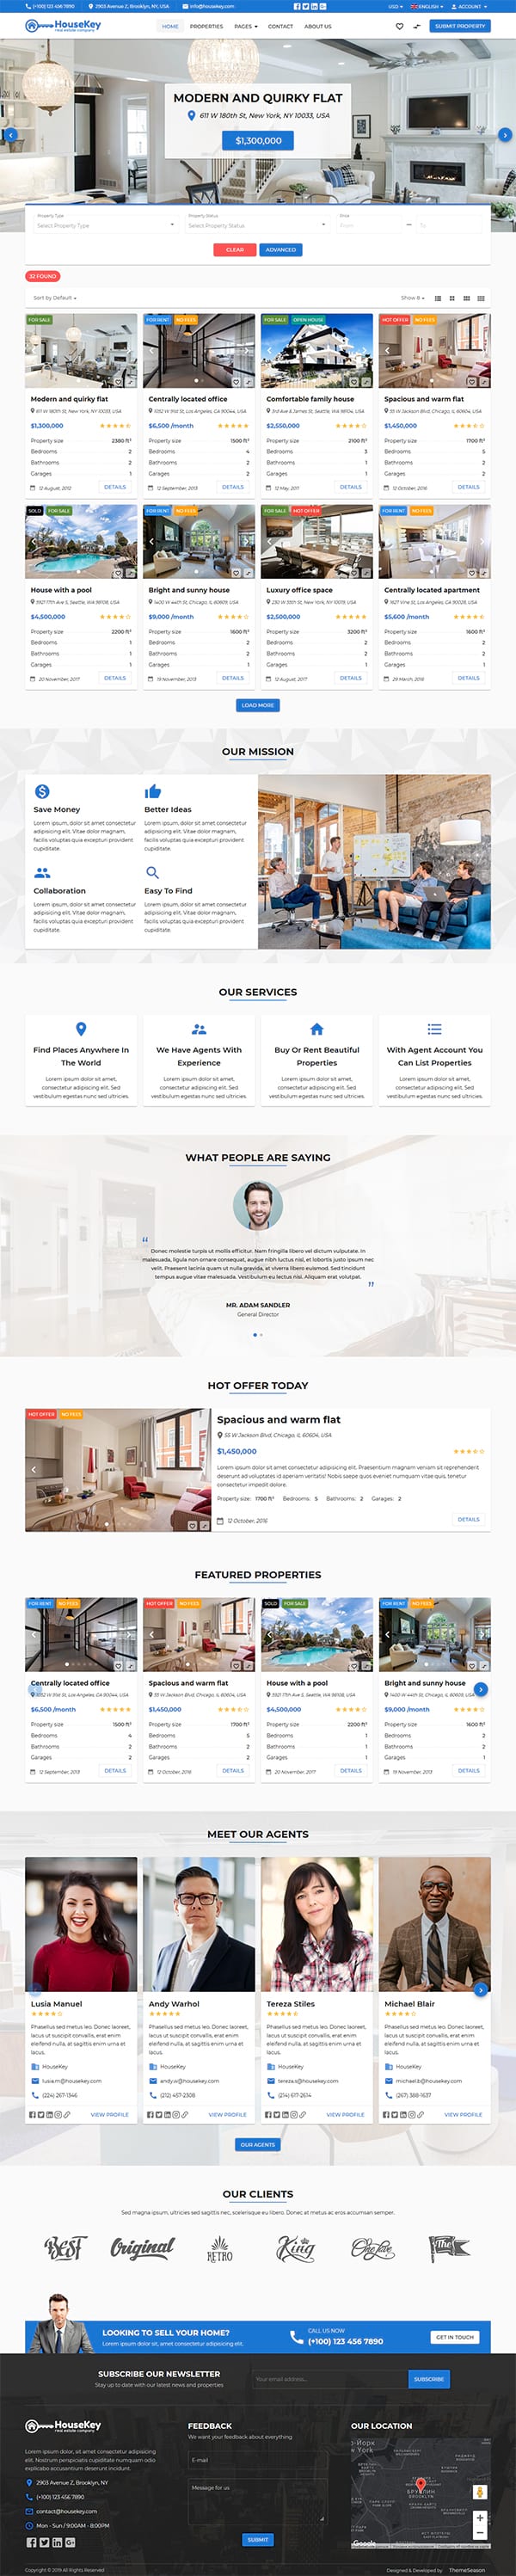 (+100) 123 456 7890 2903 Avenue Z, Brooklyn, NY, USA info@housekey.com USD ENGLISH ACCOUNT
HouseKey
real estate company
HOME PROPERTIES PAGES CONTACT ABOUT US SUBMIT PROPERTY
MODERN AND QUIRKY FLAT
611 W 180th St, New York, NY 10033, USA
$1,300,000
Property Type Property Status Price
Select Property Type Select Property Status From To
CLEAR ADVANCED
32 FOUND
Sort by Default Show 8
FOR SALE
Modern and quirky flat
611 W 180th St, New York, NY 10033, USA
$1,300,000
Property size 2380 ft²
Bedrooms 2
Bathrooms 2
Garages 1
12 August, 2012 DETAILS
FOR RENT NO FEES
Centrally located office
1052 W 91st St, Los Angeles, CA 90044, USA
$6,500 /month
Property size 1500 ft²
Bedrooms 4
Bathrooms 2
Garages 2
12 September, 2013 DETAILS
FOR SALE OPEN HOUSE
Comfortable family house
3rd Ave & James St, Seattle, WA 98104, USA
$2,550,000
Property size 2100 ft²
Bedrooms 3
Bathrooms 1
Garages 1
12 May, 2011 DETAILS
HOT OFFER NO FEES
Spacious and warm flat
55 W Jackson Blvd, Chicago, IL 60604, USA
$1,450,000
Property size 1700 ft²
Bedrooms 5
Bathrooms 2
Garages 2
12 October, 2016 DETAILS
SOLD FOR SALE
House with a pool
5921 17th Ave S, Seattle, WA 98108, USA
$4,500,000
Property size 2200 ft²
Bedrooms 1
Bathrooms 1
Garages 1
20 November, 2017 DETAILS
FOR RENT NO FEES
Bright and sunny house
1400 W 44th St, Chicago, IL 60609, USA
$9,000 /month
Property size 1600 ft²
Bedrooms 2
Bathrooms 2
Garages 1
19 November, 2013 DETAILS
FOR SALE HOT OFFER
Luxury office space
230 W 55th St, New York, NY 10019, USA
$2,500,000
Property size 3200 ft²
Bedrooms 2
Bathrooms 2
Garages 1
12 August, 2017 DETAILS
FOR RENT NO FEES
Centrally located apartment
1627 Vine St, Los Angeles, CA 90028, USA
$5,600 /month
Property size 1600 ft²
Bedrooms 2
Bathrooms 2
Garages 1
29 March, 2016 DETAILS
LOAD MORE
OUR MISSION
Save Money
Lorem ipsum, dolor sit amet consectetur
adipisicing elit. Vitae dolor magnam,
facilis voluptas quia excepturi provident
cupiditate.
Better Ideas
Lorem ipsum, dolor sit amet consectetur
adipisicing elit. Vitae dolor magnam,
facilis voluptas quia excepturi provident
cupiditate.
Collaboration
Lorem ipsum, dolor sit amet consectetur
adipisicing elit. Vitae dolor magnam,
facilis voluptas quia excepturi provident
cupiditate.
Easy To Find
Lorem ipsum, dolor sit amet consectetur
adipisicing elit. Vitae dolor magnam,
facilis voluptas quia excepturi provident
cupiditate.
OUR SERVICES
Find Places Anywhere In
The World
Lorem ipsum dolor sit amet,
consectetur adipiscing elit. Sed
vestibulum egestas nunc sed ultricies.
We Have Agents With
Experience
Lorem ipsum dolor sit amet,
consectetur adipiscing elit. Sed
vestibulum egestas nunc sed ultricies.
Buy Or Rent Beautiful
Properties
Lorem ipsum dolor sit amet,
consectetur adipiscing elit. Sed
vestibulum egestas nunc sed ultricies.
With Agent Account You
Can List Properties
Lorem ipsum dolor sit amet,
consectetur adipiscing elit. Sed
vestibulum egestas nunc sed ultricies.
WHAT PEOPLE ARE SAYING
“
Donec molestie turpis ut mollis efficitur. Nam fringilla libero vel dictum vulputate. In
malesuada, ligula non ornare consequat, augue nibh luctus nisl, et lobortis justo ipsum nec
velit. Praesent lacinia quam ut nulla gravida, at viverra libero euismod. Sed tincidunt
tempus augue vitae malesuada. Vestibulum eu lectus nisi. Aliquam erat volutpat.
”
MR. ADAM SANDLER
General Director
HOT OFFER TODAY
HOT OFFER NO FEES
Spacious and warm flat
55 W Jackson Blvd, Chicago, IL 60604, USA
$1,450,000
Lorem ipsum dolor sit amet consectetur adipisicing elit. Praesentium magnam veniam sit reprehenderit
deserunt ad voluptates id aperiam veritatis! Nobis saepe quos eveniet numquam vitae quis, tenetur
consectetur impedit dolore.
Property size: 1700 ft² Bedrooms: 5 Bathrooms: 2 Garages: 2
12 October, 2016 DETAILS
FEATURED PROPERTIES
FOR RENT NO FEES
Centrally located office
1052 W 91st St, Los Angeles, CA 90044, USA
$6,500 /month
Property size 1500 ft²
Bedrooms 4
Bathrooms 2
Garages 2
12 September, 2013 DETAILS
HOT OFFER NO FEES
Spacious and warm flat
55 W Jackson Blvd, Chicago, IL 60604, USA
$1,450,000
Property size 1700 ft²
Bedrooms 5
Bathrooms 2
Garages 2
12 October, 2016 DETAILS
SOLD FOR SALE
House with a pool
5921 17th Ave S, Seattle, WA 98108, USA
$4,500,000
Property size 2200 ft²
Bedrooms 1
Bathrooms 1
Garages 1
20 November, 2017 DETAILS
FOR RENT NO FEES
Bright and sunny house
1400 W 44th St, Chicago, IL 60609, USA
$9,000 /month
Property size 1600 ft²
Bedrooms 2
Bathrooms 2
Garages 1
19 November, 2013 DETAILS
MEET OUR AGENTS
Lusia Manuel
Phasellus sed metus leo. Donec laoreet,
lacus ut suscipit convallis, erat enim
eleifend nulla, at sagittis enim urna et
lacus.
HouseKey
lusia.m@housekey.com
(224) 267-1346
VIEW PROFILE
Andy Warhol
Phasellus sed metus leo. Donec laoreet,
lacus ut suscipit convallis, erat enim
eleifend nulla, at sagittis enim urna et
lacus.
HouseKey
andy.w@housekey.com
(212) 457-2308
VIEW PROFILE
Tereza Stiles
Phasellus sed metus leo. Donec laoreet,
lacus ut suscipit convallis, erat enim
eleifend nulla, at sagittis enim urna et
lacus.
HouseKey
tereza.s@housekey.com
(214) 617-2614
VIEW PROFILE
Michael Blair
Phasellus sed metus leo. Donec laoreet,
lacus ut suscipit convallis, erat enim
eleifend nulla, at sagittis enim urna et
lacus.
HouseKey
michael.b@housekey.com
(267) 388-1637
VIEW PROFILE
OUR AGENTS
OUR CLIENTS
Sed magna ipsum, ultricies sed sagittis nec, scelerisque eu libero. Donec at metus ac eros accumsan semper.
Best Original RETRO King One five The
LOOKING TO SELL YOUR HOME?
Lorem ipsum dolor sit, amet consectetur adipisicing elit.
CALL US NOW
(+100) 123 456 7890
GET IN TOUCH
SUBSCRIBE OUR NEWSLETTER
Stay up to date with our latest news and properties
Your email address... SUBSCRIBE
HouseKey
real estate company
Lorem ipsum dolor, sit amet consectetur adipisicing
elit. Nostrum perspiciatis cupiditate numquam odio
explicabo accusantium deserunt incidunt.
2903 Avenue Z, Brooklyn, NY
(+100) 123 456 7890
contact@housekey.com
Mon - Sun / 9:00AM - 8:00PM
FEEDBACK
We want your feedback about everything
E-mail
Message for us
SUBMIT
OUR LOCATION
York
БРУКЛИН
BROOKLYN
Google
Copyright © 2019 All Rights Reserved
Designed & Developed by: ThemeSeason